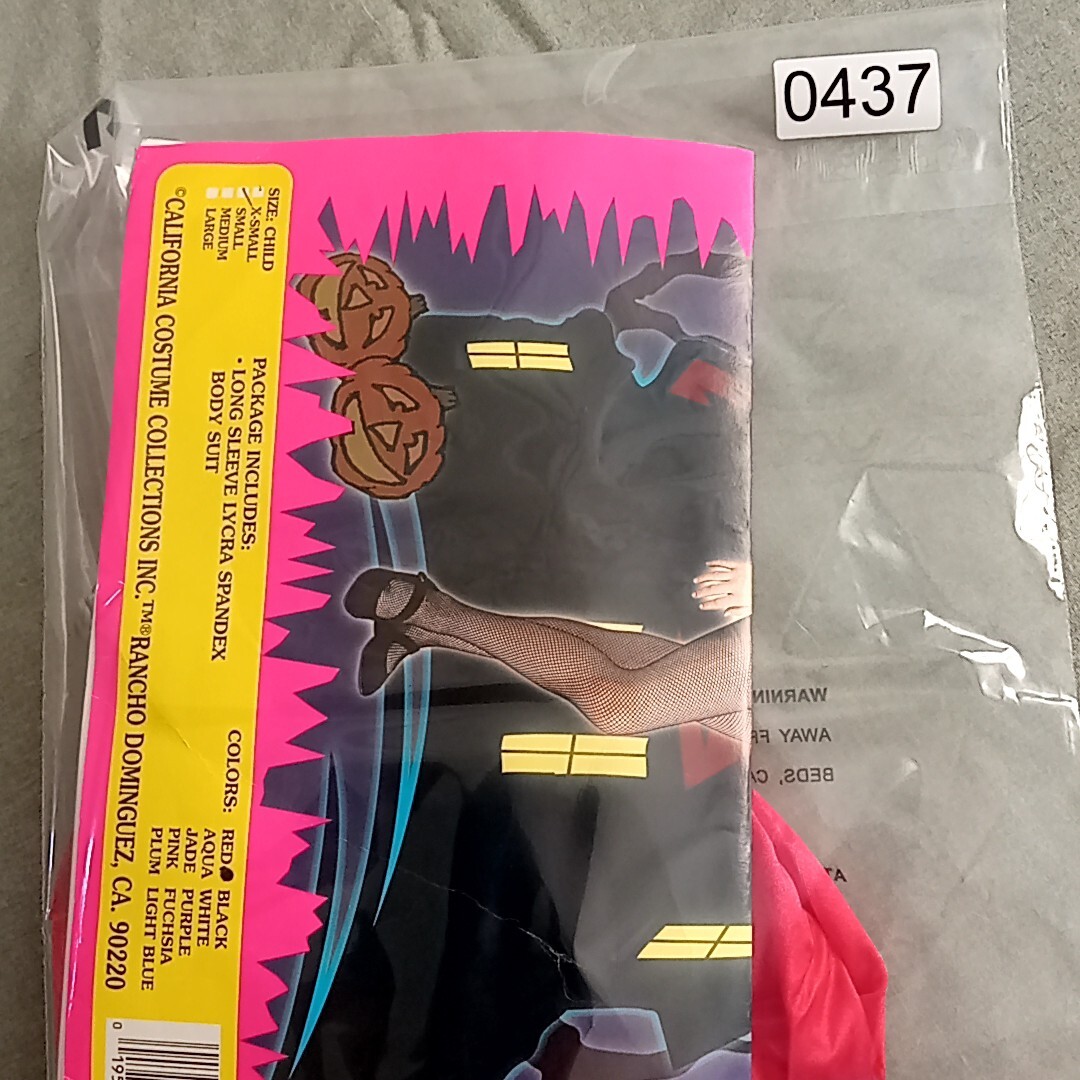 0437
SIZE: CHILD
X-SMALL
SMALL
MEDIUM
LARGE
PACKAGE INCLUDES:
• LONG SLEEVE LYCRA SPANDEX
BODY SUIT
COLORS: RED BLACK
AQUA WHITE
JADE PURPLE
PINK FUCHSIA
PLUM LIGHT BLUE
©CALIFORNIA COSTUME COLLECTIONS INC.™® RANCHO DOMINGUEZ, CA. 90220
0 195
AWAY
BEDS,